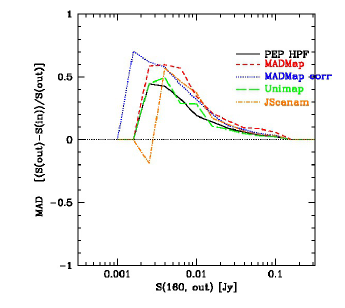 1
0.5
0
-0.5
-1
MAD [(S(out)-S(in))/S(out)]
PEP HPF
MADMap
MADMap corr
Unimap
JScanam
0.001
0.01
0.1
S(160, out) [Jy]